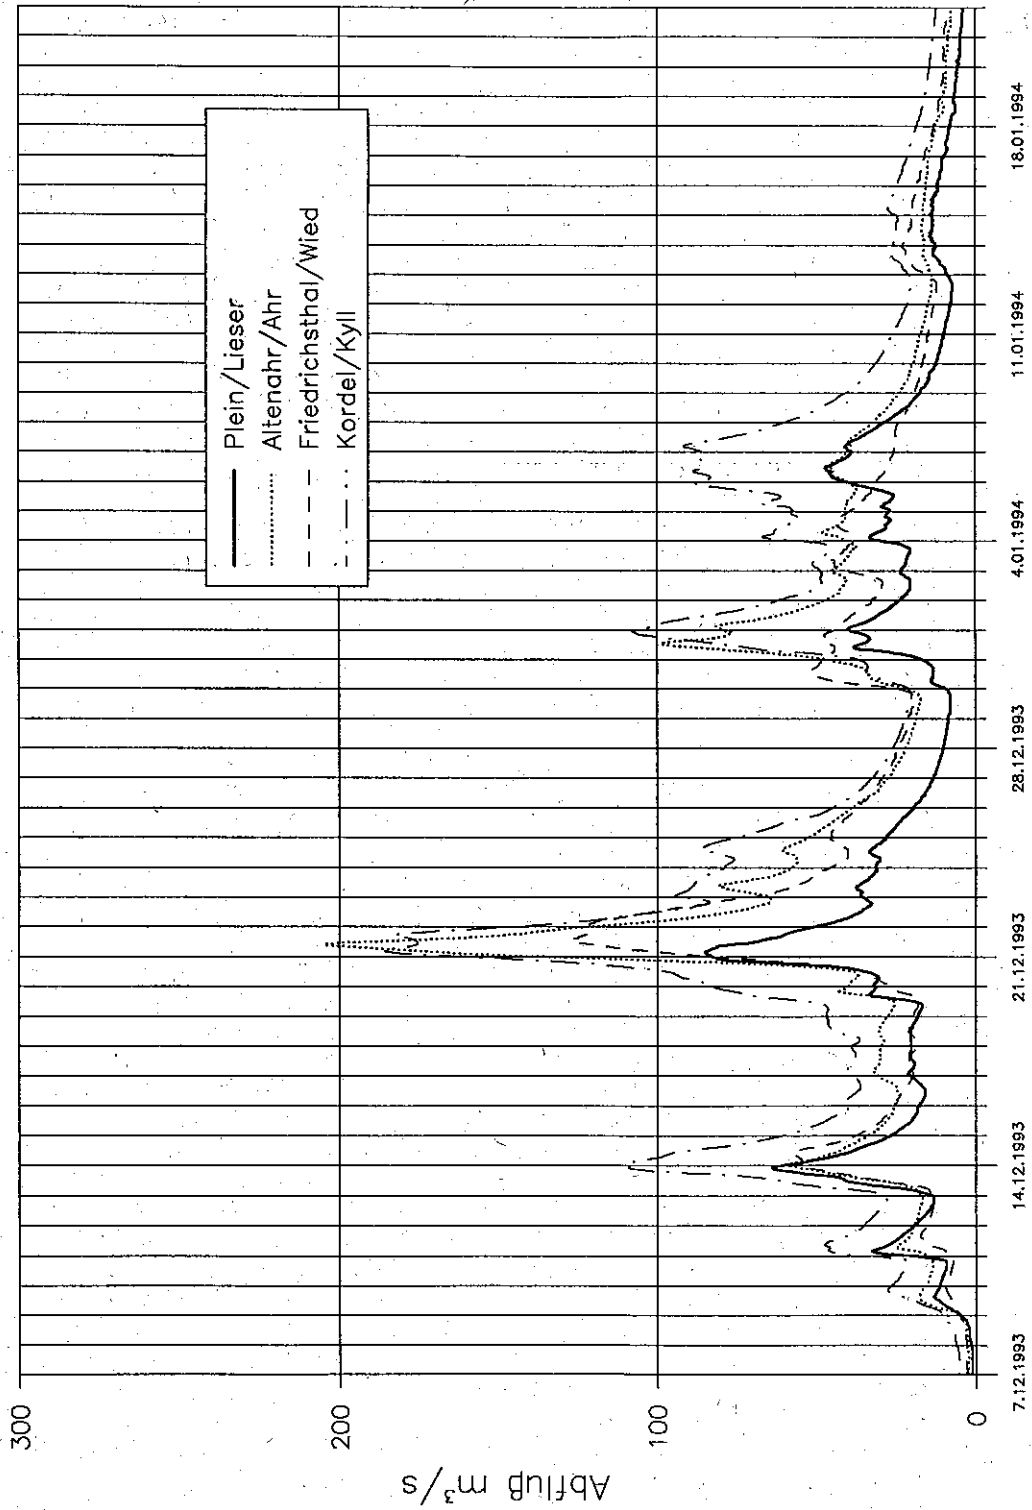 Abfluß m³/s
300
200
100
0
Plein/Lieser
Altenahr/Ahr
Friedrichsthal/Wied
Kordel/Kyll
7.12.1993
14.12.1993
21.12.1993
28.12.1993
4.01.1994
11.01.1994
18.01.1994